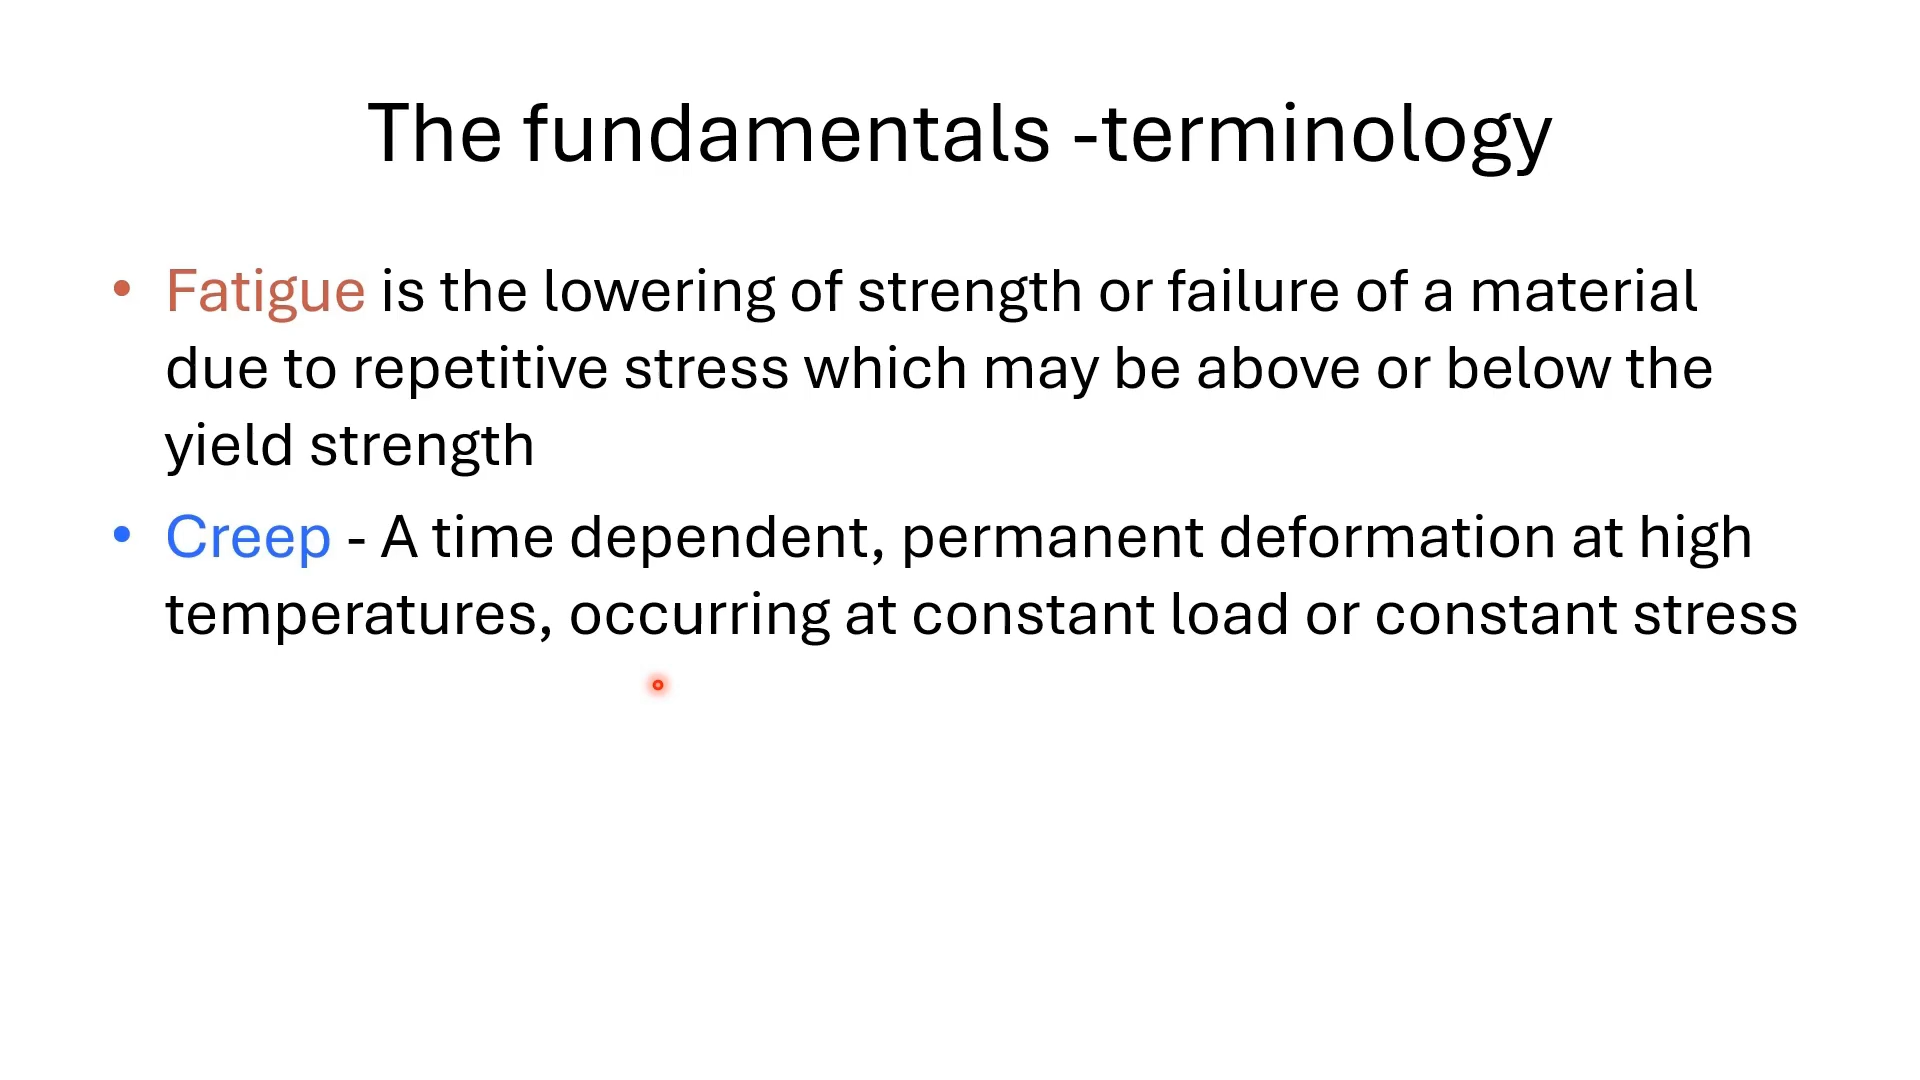 The fundamentals -terminology
• Fatigue is the lowering of strength or failure of a material
due to repetitive stress which may be above or below the
yield strength
• Creep - A time dependent, permanent deformation at high
temperatures, occurring at constant load or constant stress